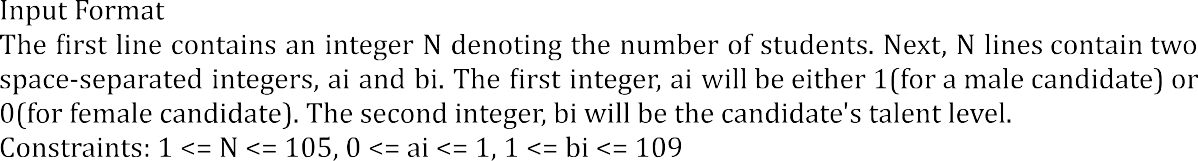 Input Format
The first line contains an integer N denoting the number of students. Next, N lines contain two
space-separated integers, ai and bi. The first integer, ai will be either 1(for a male candidate) or
0(for female candidate). The second integer, bi will be the candidate's talent level.
Constraints: 1 <= N <= 105, 0 <= ai <= 1, 1 <= bi <= 109